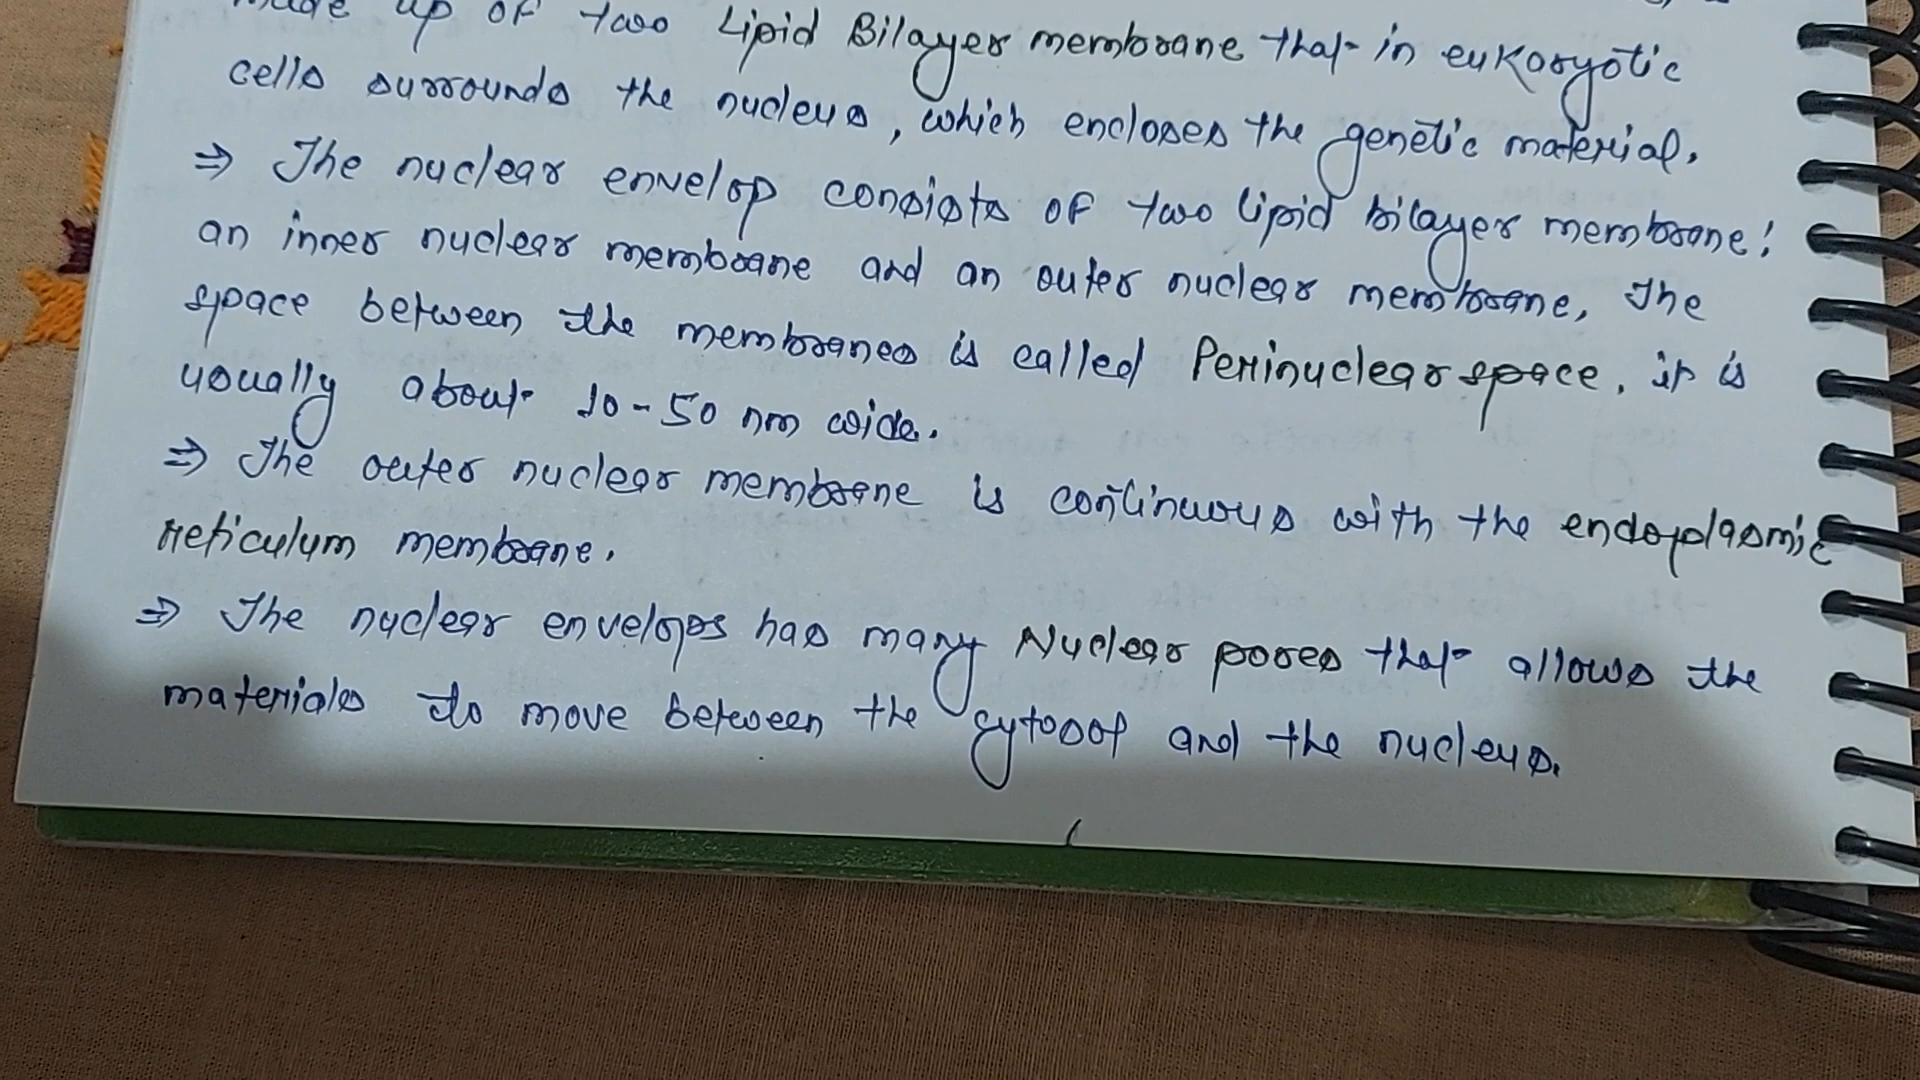 made up of two Lipid Bilayer membrane that in eukaryotic
cells surrounds the nucleus, which encloses the genetic material.
⇒ The nuclear envelop consists of two lipid bilayer membrane;
an inner nuclear membrane and an outer nuclear membrane, The
space between the membranes is called Perinuclear space. it is
usually about 10-50 nm wide.
⇒ The outer nuclear membrane is continuous with the endoplasmic
reticulum membrane.
⇒ The nuclear envelops has many Nuclear pores that allows the
materials to move between the cytosol and the nucleus.